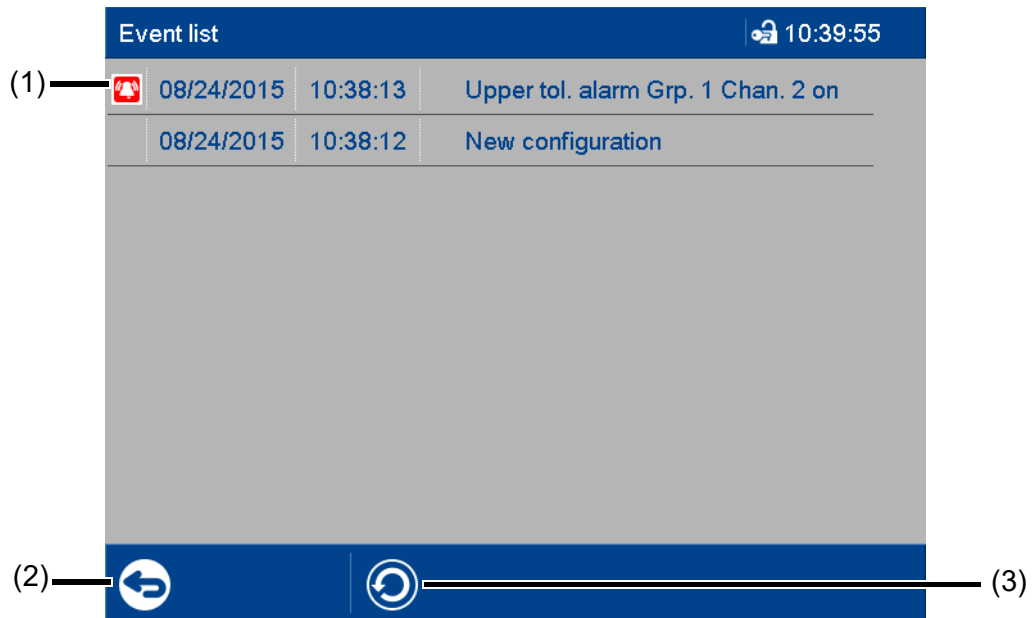 Event list 10:39:55
(1) 08/24/2015 10:38:13 Upper tol. alarm Grp. 1 Chan. 2 on
08/24/2015 10:38:12 New configuration
(2) (3)